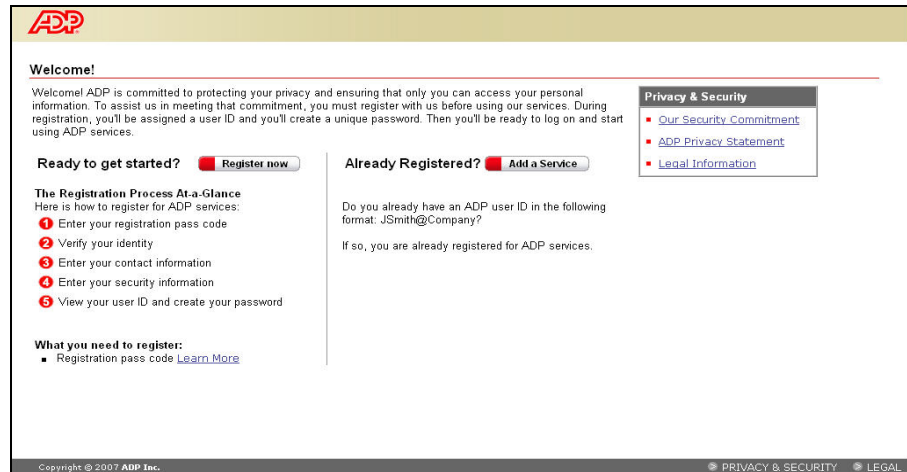 ADP
Welcome!
Welcome! ADP is committed to protecting your privacy and ensuring that only you can access your personal
information. To assist us in meeting that commitment, you must register with us before using our services. During
registration, you'll be assigned a user ID and you'll create a unique password. Then you'll be ready to log on and start
using ADP services.
Ready to get started?
Register now
The Registration Process At-a-Glance
Here is how to register for ADP services:
1 Enter your registration pass code
2 Verify your identity
3 Enter your contact information
4 Enter your security information
5 View your user ID and create your password
What you need to register:
Registration pass code Learn More
Already Registered?
Add a Service
Do you already have an ADP user ID in the following
format: JSmith@Company?
If so, you are already registered for ADP services.
Privacy & Security
Our Security Commitment
ADP Privacy Statement
Legal Information
Copyright © 2007 ADP Inc.
PRIVACY & SECURITY
LEGAL